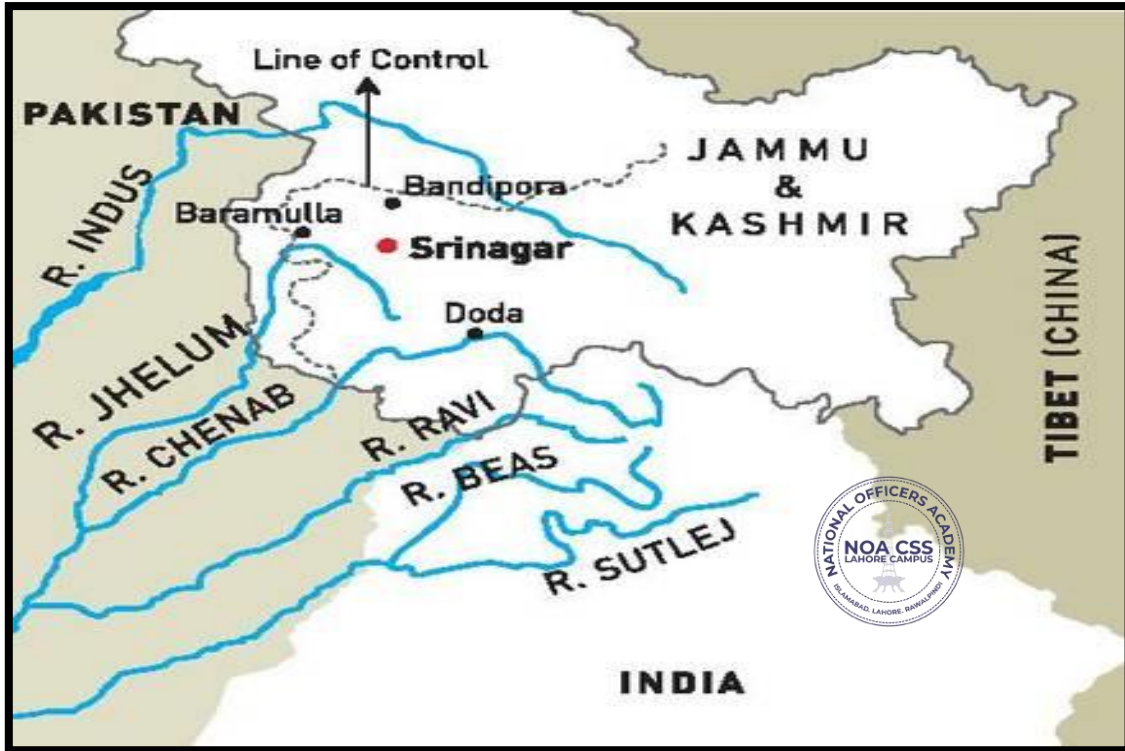 Line of Control
PAKISTAN
JAMMU
&
KASHMIR
R. INDUS
Bandipora
Baramulla
Srinagar
TIBET (CHINA)
Doda
R. JHELUM
R. CHENAB
R. RAVI
R. BEAS
R. SUTLEJ
NATIONAL OFFICERS ACADEMY
NOA CSS
LAHORE CAMPUS
ISLAMABAD, LAHORE, RAWALPINDI
INDIA